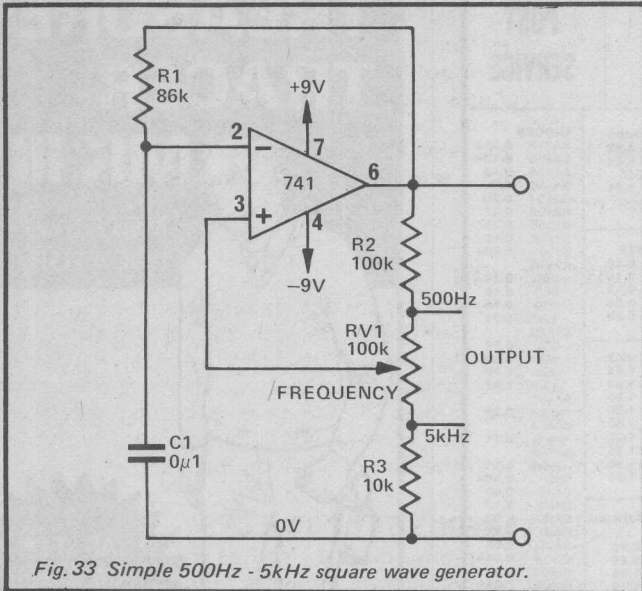 R1
86k
+9V
2
7
6
741
3
4
−9V
R2
100k
500Hz
RV1
100k
OUTPUT
FREQUENCY
5kHz
C1
0μ1
R3
10k
0V
Fig. 33 Simple 500Hz - 5kHz square wave generator.